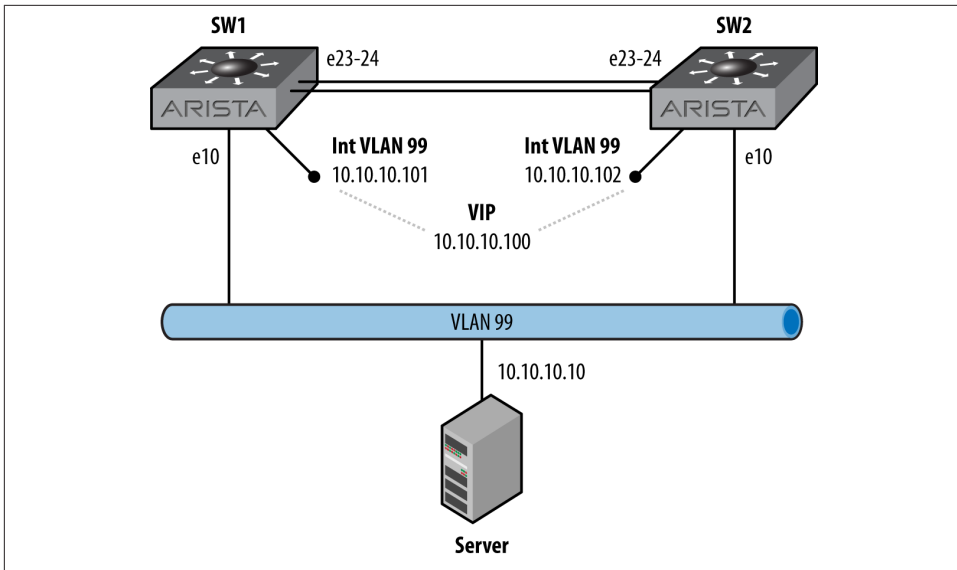 SW1
SW2
e23-24
e23-24
ARISTA
ARISTA
e10
Int VLAN 99
10.10.10.101
Int VLAN 99
10.10.10.102
e10
VIP
10.10.10.100
VLAN 99
10.10.10.10
Server